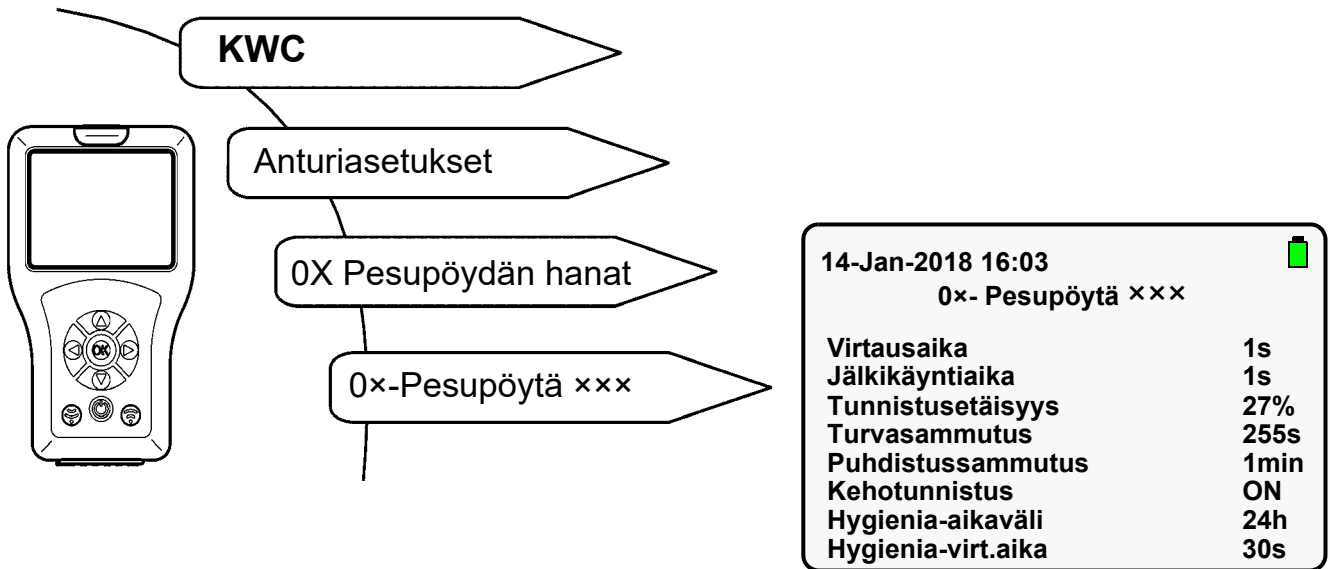 KWC
Anturiasetukset
0X Pesupöydän hanat
0×-Pesupöytä ×××
OK
14-Jan-2018 16:03
0×- Pesupöytä ×××
Virtausaika 1s
Jälkikäyntiaika 1s
Tunnistusetäisyys 27%
Turvasammutus 255s
Puhdistussammutus 1min
Kehotunnistus ON
Hygienia-aikaväli 24h
Hygienia-virt.aika 30s